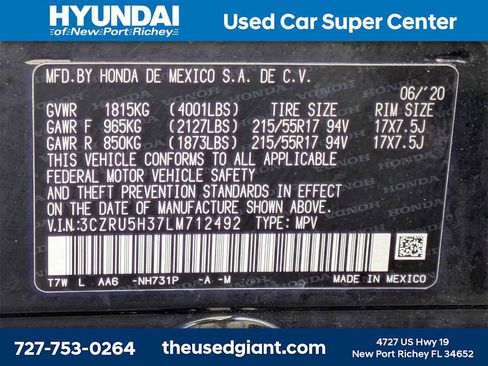 HYUNDAI
of New Port Richey
Used Car Super Center
MFD.BY HONDA DE MEXICO S.A. DE C.V.
06/'20
GVWR 1815KG (4001LBS) TIRE SIZE RIM SIZE
GAWR F 965KG (2127LBS) 215/55R17 94V 17X7.5J
GAWR R 850KG (1873LBS) 215/55R17 94V 17X7.5J
THIS VEHICLE CONFORMS TO ALL APPLICABLE
FEDERAL MOTOR VEHICLE SAFETY
AND THEFT PREVENTION STANDARDS IN EFFECT
ON THE DATE OF MANUFACTURE SHOWN ABOVE.
V.I.N:3CZRU5H37LM712492 TYPE: MPV
T7W L AA6 -NH731P -A -M
MADE IN MEXICO
727-753-0264
theusedgiant.com
4727 US Hwy 19
New Port Richey FL 34652